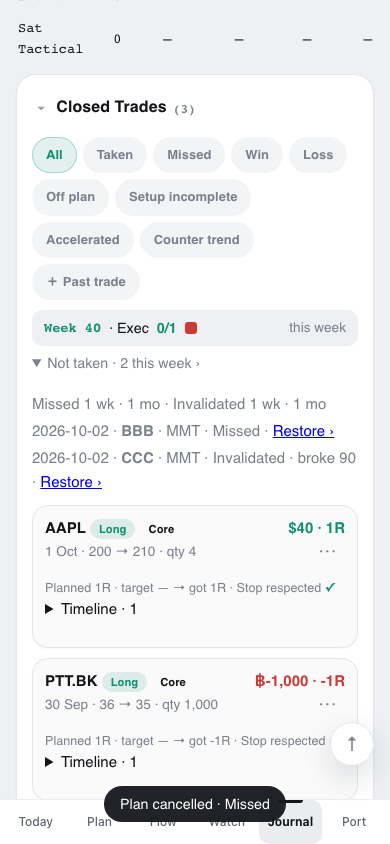 Sat
Tactical 0 — — — —
Closed Trades (3)
All Taken Missed Win Loss
Off plan Setup incomplete
Accelerated Counter trend
+ Past trade
Week 40 · Exec 0/1 this week
▼ Not taken · 2 this week ›
Missed 1 wk · 1 mo · Invalidated 1 wk · 1 mo
2026-10-02 · BBB · MMT · Missed · Restore ›
2026-10-02 · CCC · MMT · Invalidated · broke 90
· Restore ›
AAPL Long Core $40 · 1R
1 Oct · 200 → 210 · qty 4 ···
Planned 1R · target — → got 1R · Stop respected ✓
▶ Timeline · 1
PTT.BK Long Core ฿-1,000 · -1R
30 Sep · 36 → 35 · qty 1,000 ···
Planned 1R · target — → got -1R · Stop respected
↑
▶ Timeline · 1
Plan cancelled · Missed
Today Plan Flow Watch Journal Port